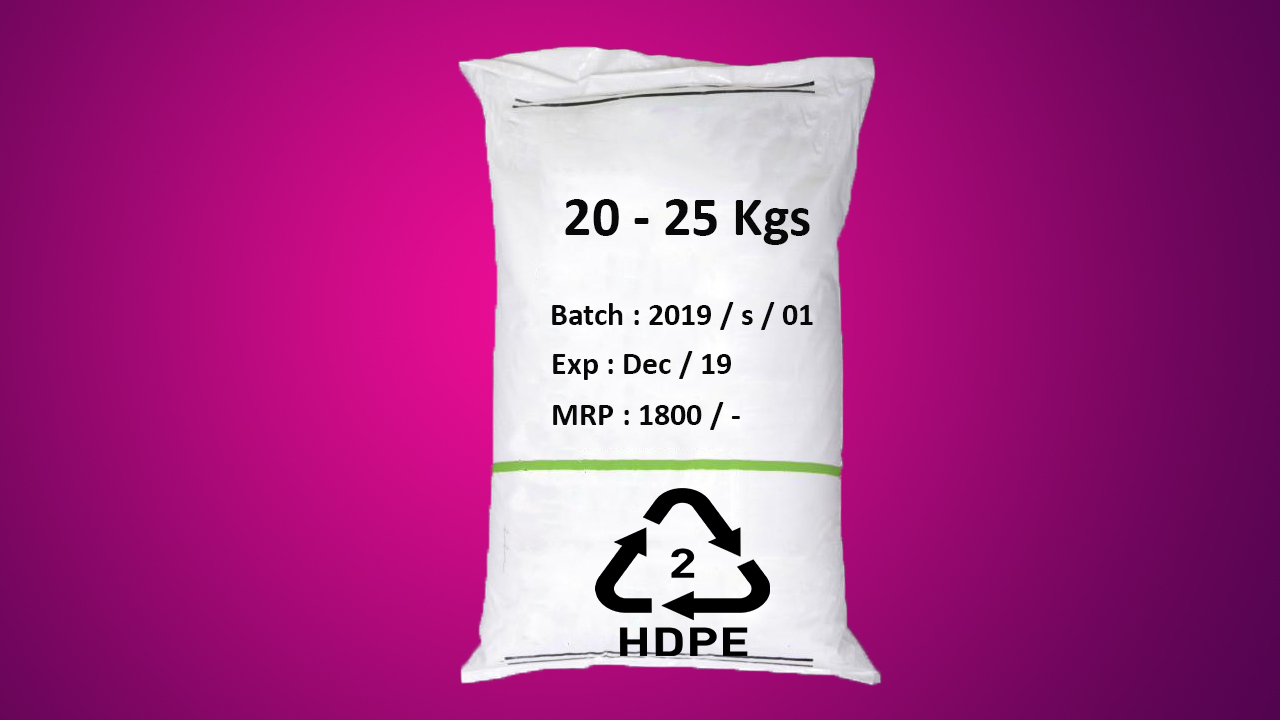 20 - 25 Kgs
Batch : 2019 / s / 01
Exp : Dec / 19
MRP : 1800 / -
2
HDPE